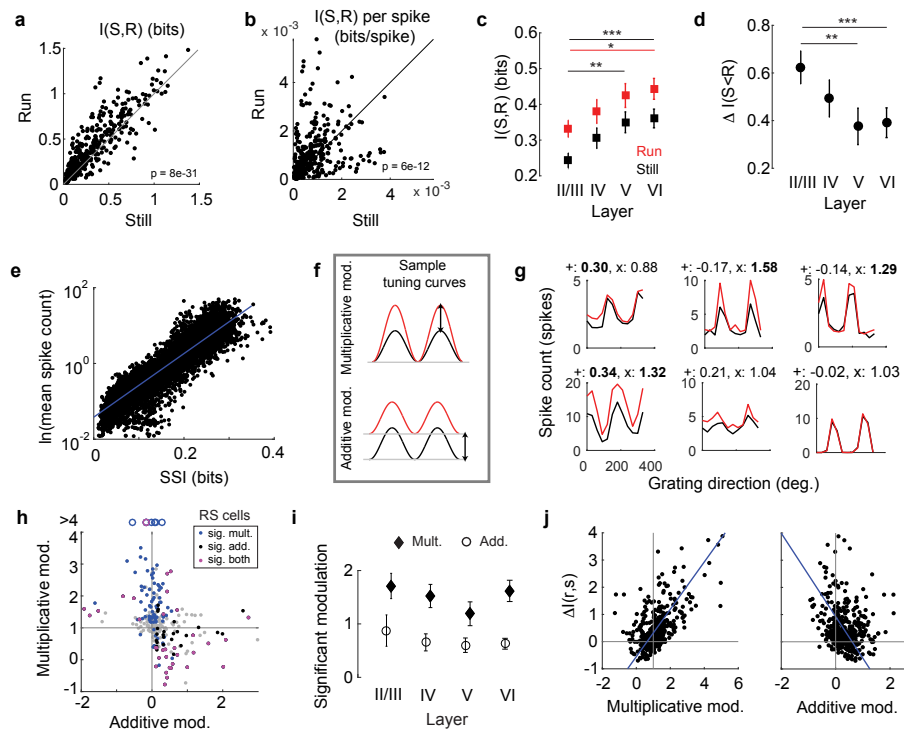 a
I(S,R) (bits)
Run
1.5
1
0.5
0
0 0.5 1 1.5
p = 8e-31
Still
b
I(S,R) per spike
(bits/spike)
x 10⁻³
Run
6
4
2
0
0 2 4 6
x 10⁻³
p = 6e-12
Still
c
I(S,R) (bits)
0.6
0.5
0.4
0.3
0.2
***
*
**
Run
Still
II/III IV V VI
Layer
d
Δ I(S<R)
0.8
0.6
0.4
0.2
***
**
II/III IV V VI
Layer
e
ln(mean spike count)
10²
10⁰
10⁻²
0 0.1 0.2 0.3 0.4
SSI (bits)
f
Sample
tuning curves
Multiplicative mod.
Additive mod.
g
+: 0.30, x: 0.88
+: -0.17, x: 1.58
+: -0.14, x: 1.29
5
0
10
5
0
5
0
+: 0.34, x: 1.32
+: 0.21, x: 1.04
+: -0.02, x: 1.03
20
10
0
10
5
0
20
10
0
0 200 400
Spike count (spikes)
Grating direction (deg.)
h
>4
RS cells
sig. mult.
sig. add.
sig. both
Multiplicative mod.
4
3
2
1
0
-1
-2 0 2
Additive mod.
i
Mult. Add.
Significant modulation
2
1
0
II/III IV V VI
Layer
j
ΔI(r,s)
4
3
2
1
0
-1
-2 0 2 4 6
Multiplicative mod.
-2 0 2
Additive mod.